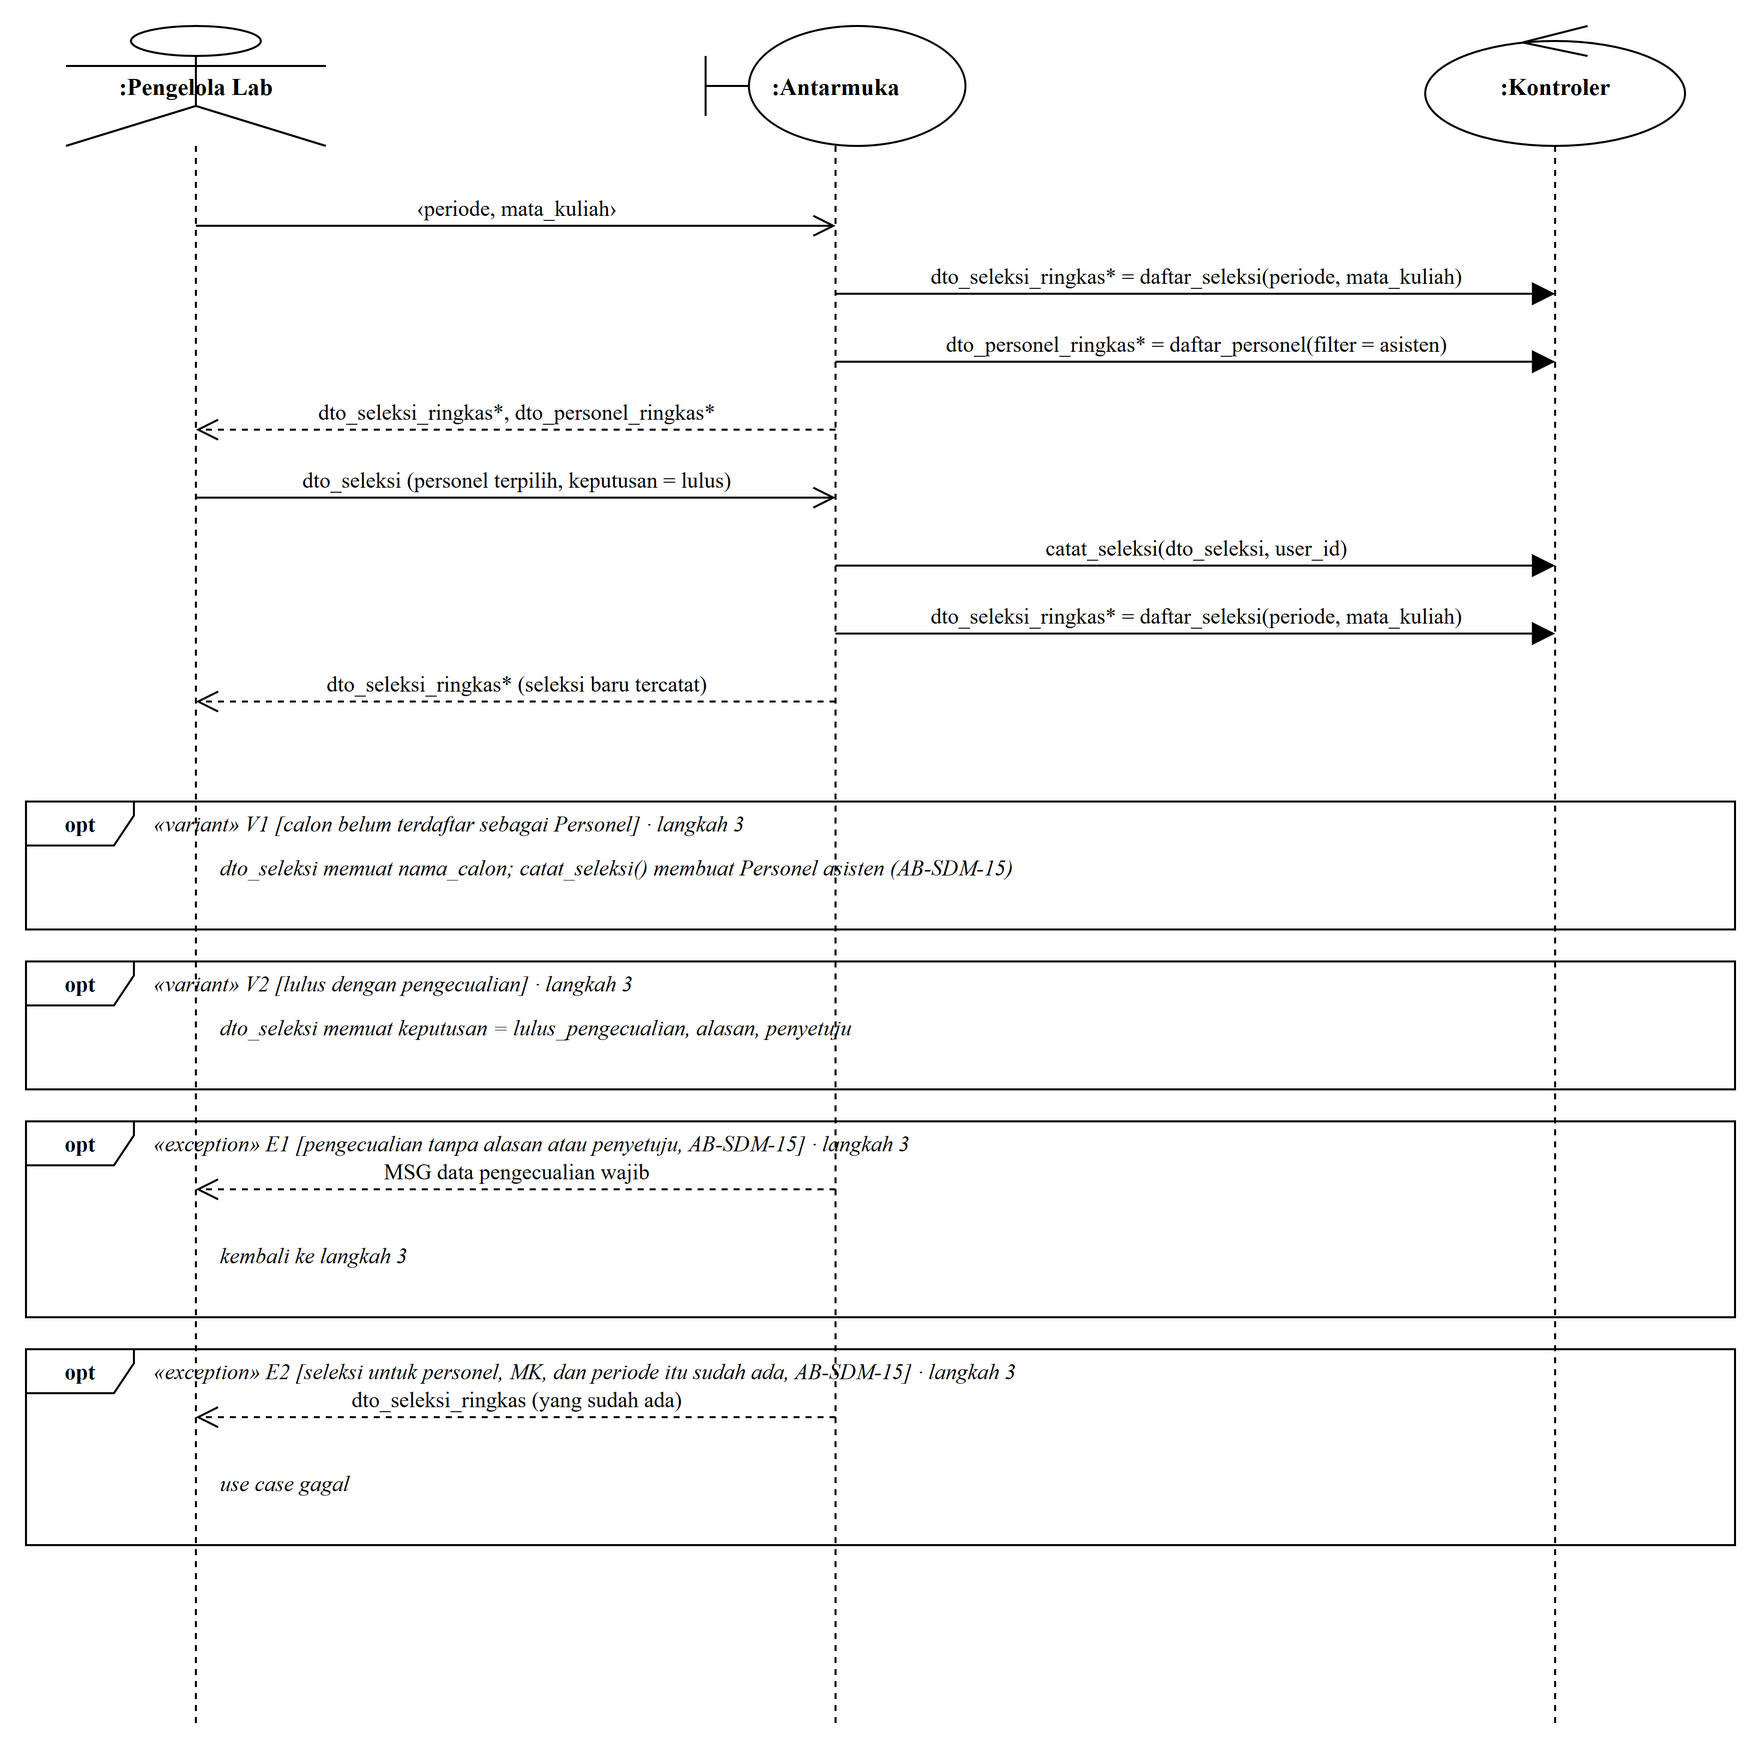 :Pengelola Lab
:Antarmuka
:Kontroler
‹periode, mata_kuliah›
dto_seleksi_ringkas* = daftar_seleksi(periode, mata_kuliah)
dto_personel_ringkas* = daftar_personel(filter = asisten)
dto_seleksi_ringkas*, dto_personel_ringkas*
dto_seleksi (personel terpilih, keputusan = lulus)
catat_seleksi(dto_seleksi, user_id)
dto_seleksi_ringkas* = daftar_seleksi(periode, mata_kuliah)
dto_seleksi_ringkas* (seleksi baru tercatat)
opt «variant» V1 [calon belum terdaftar sebagai Personel] · langkah 3
dto_seleksi memuat nama_calon; catat_seleksi() membuat Personel asisten (AB-SDM-15)
opt «variant» V2 [lulus dengan pengecualian] · langkah 3
dto_seleksi memuat keputusan = lulus_pengecualian, alasan, penyetuju
opt «exception» E1 [pengecualian tanpa alasan atau penyetuju, AB-SDM-15] · langkah 3
MSG data pengecualian wajib
kembali ke langkah 3
opt «exception» E2 [seleksi untuk personel, MK, dan periode itu sudah ada, AB-SDM-15] · langkah 3
dto_seleksi_ringkas (yang sudah ada)
use case gagal